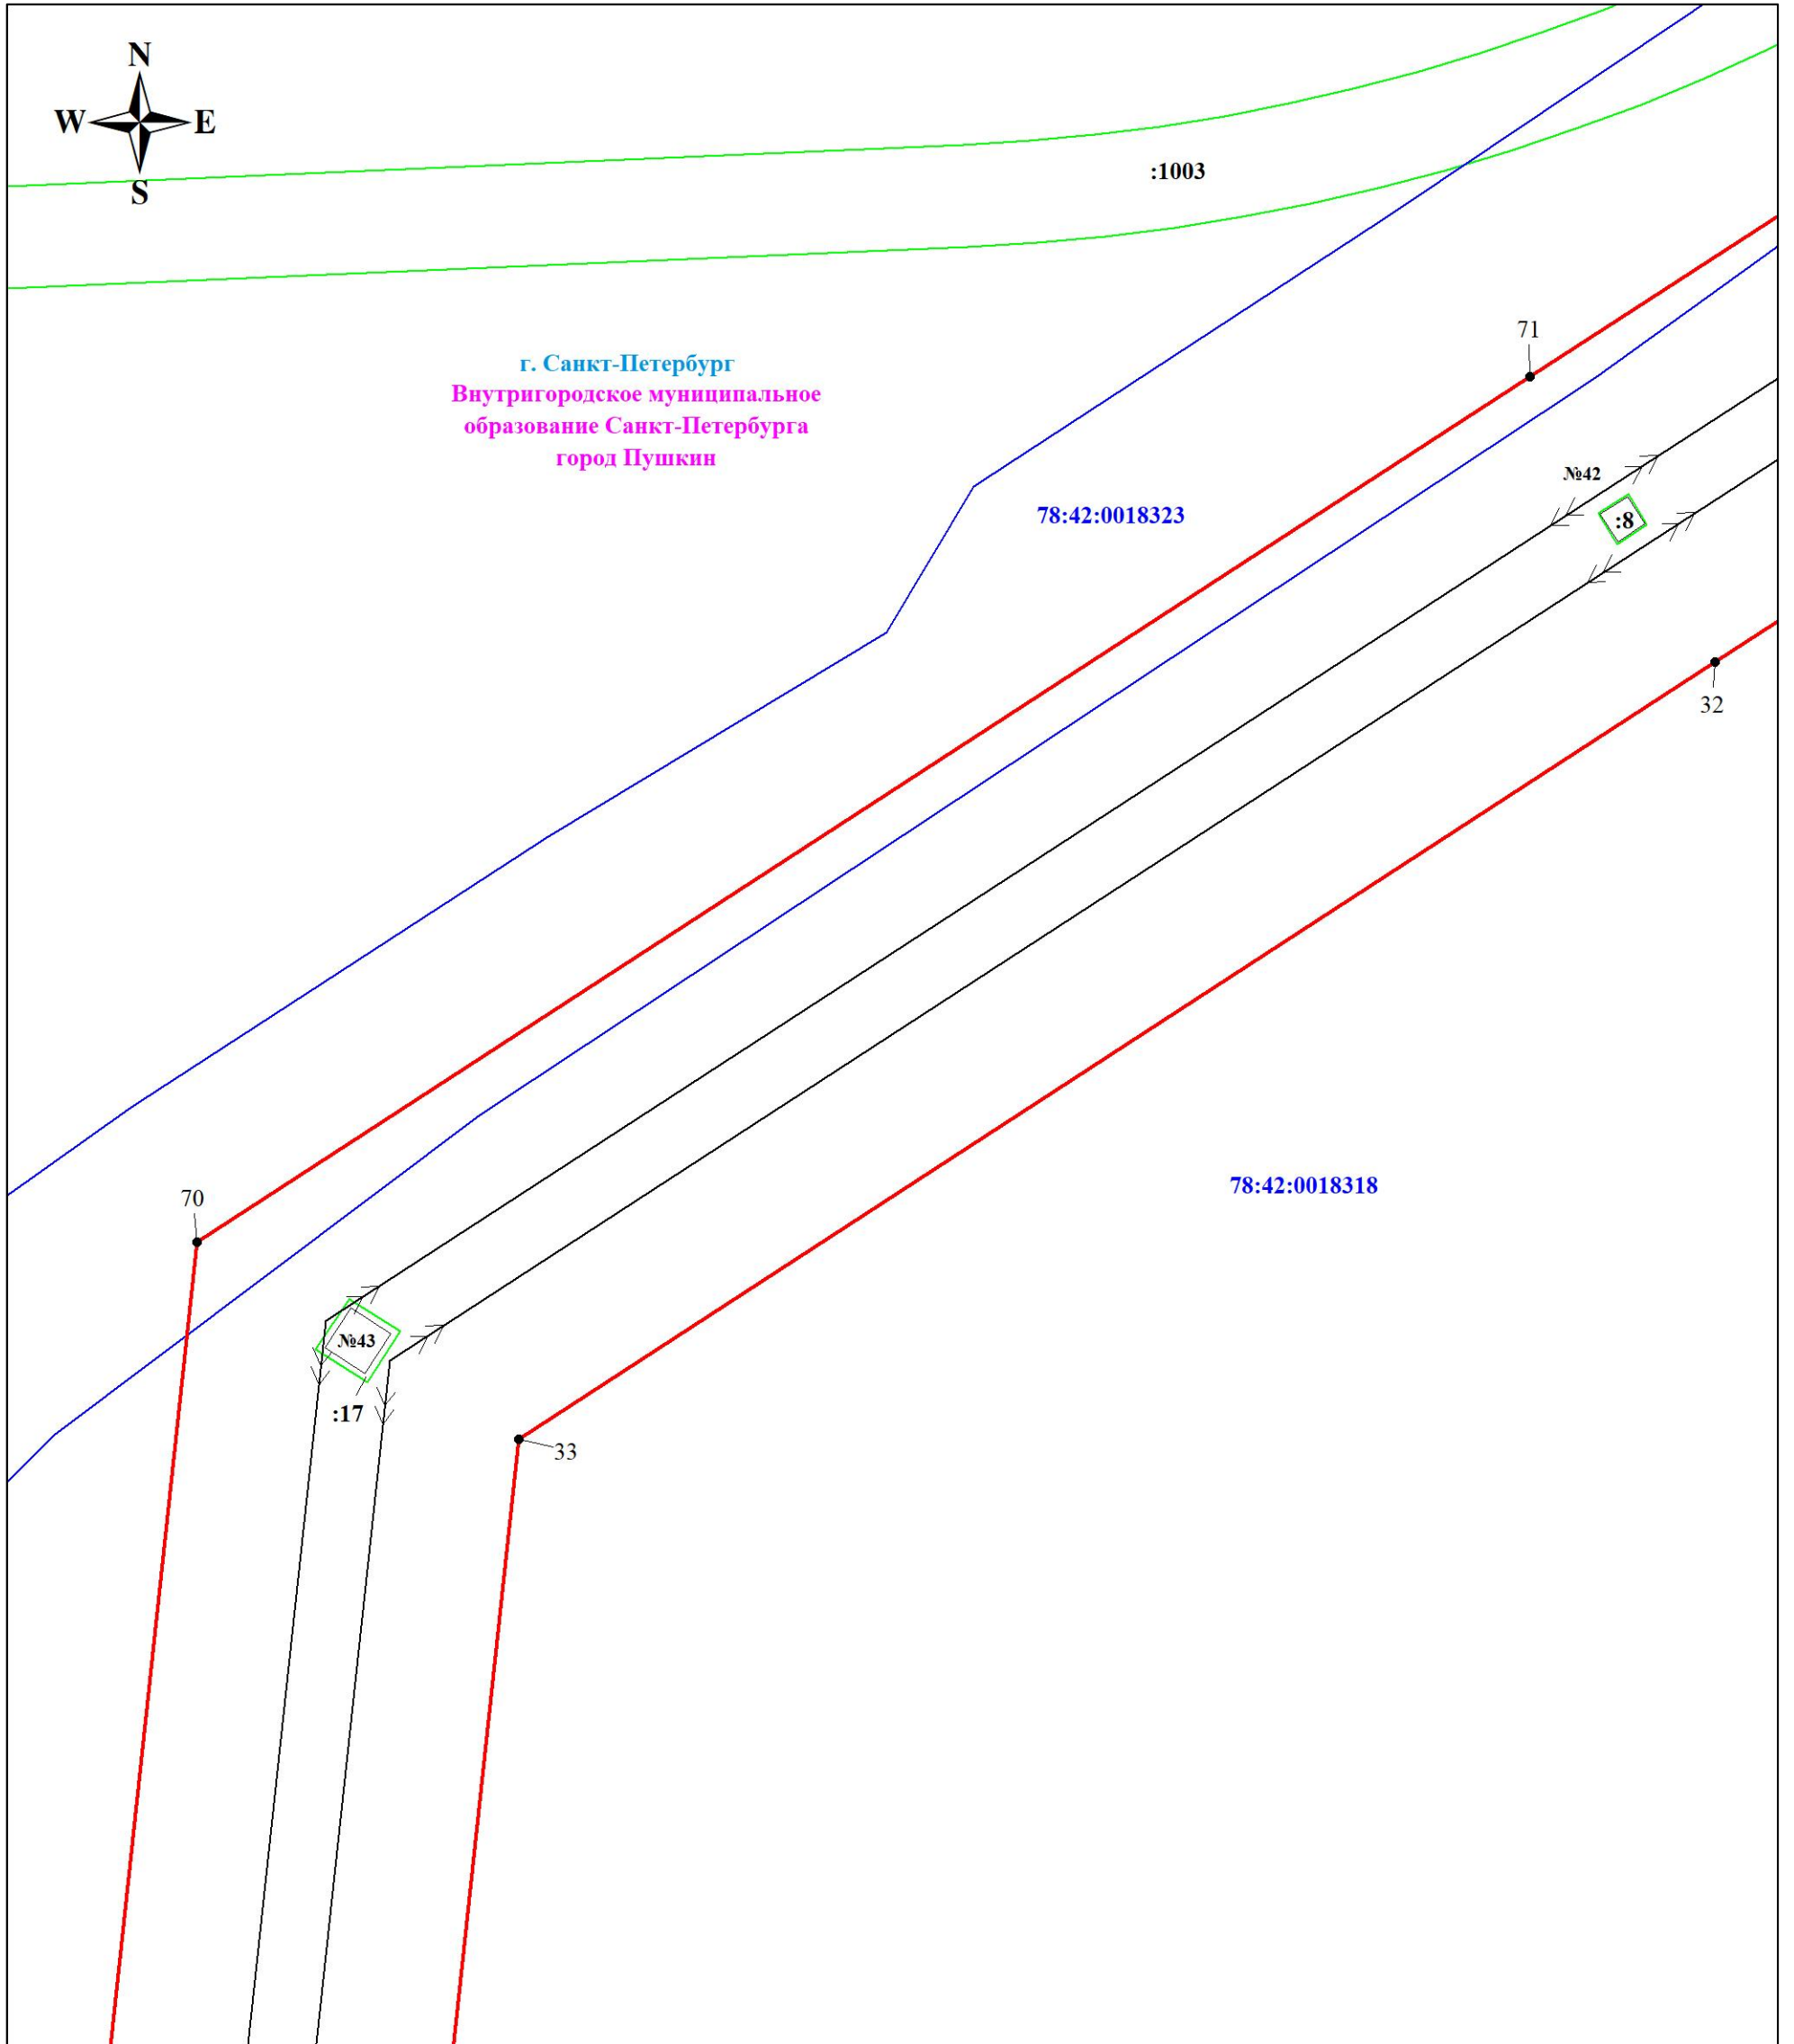 N
W E
S
:1003
71
г. Санкт-Петербург
Внутригородское муниципальное
образование Санкт-Петербурга
город Пушкин
№42
78:42:0018323
:8
32
78:42:0018318
70
№43
:17
33